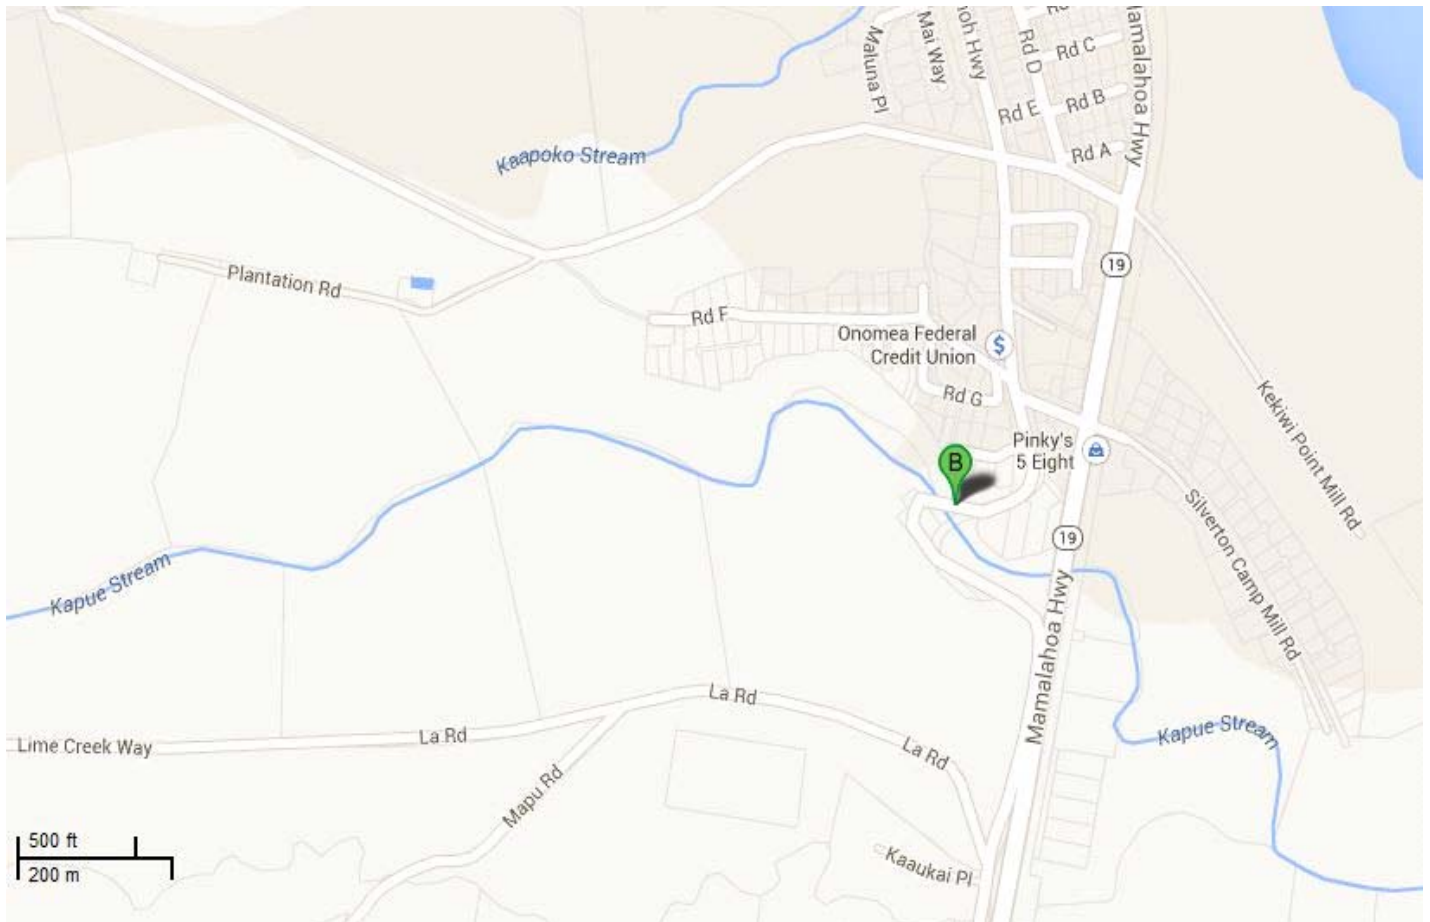 Maluna Pl
Mai Way
noh Hwy
Rd D
Rd C
Mamalahoa Hwy
Rd E
Rd B
Rd A
Kaapoko Stream
19
Plantation Rd
Rd F
Onomea Federal
Credit Union
$
Rd G
Kekiwi Point Mill Rd
Pinky's
5 Eight
B
Silverton Camp Mill Rd
19
Kapue Stream
Mamalahoa Hwy
La Rd
Kapue Stream
Lime Creek Way
La Rd
La Rd
Mapu Rd
500 ft
200 m
Kaaukai Pl